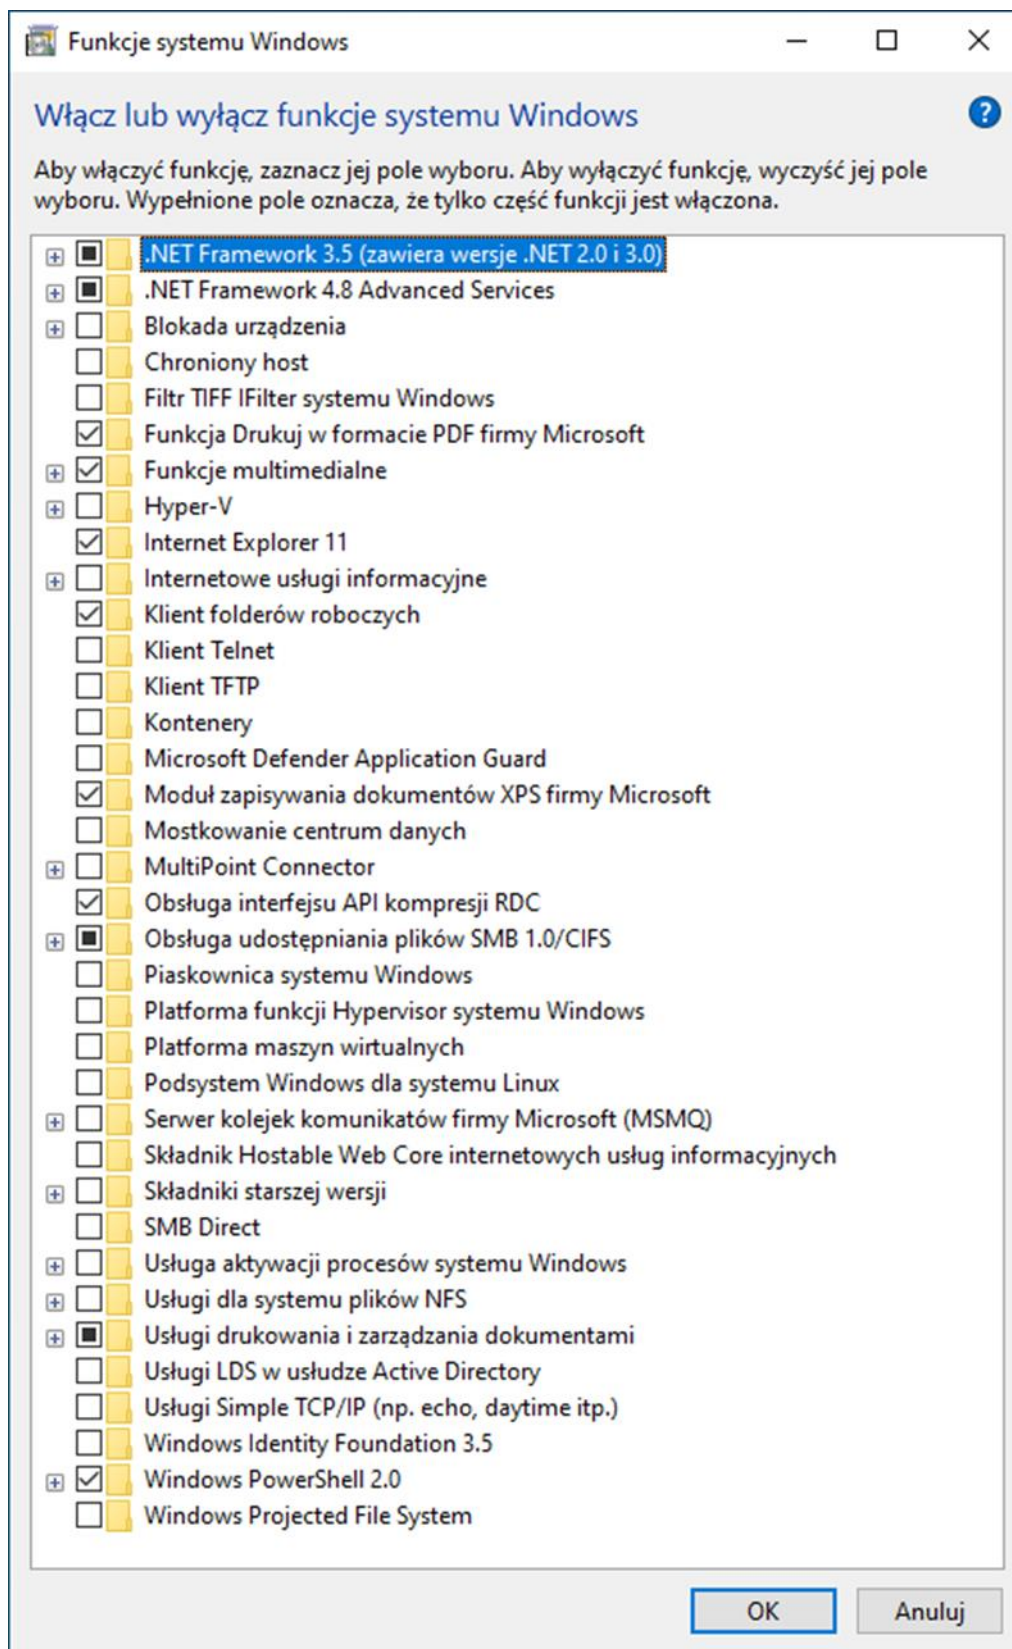 Funkcje systemu Windows
Włącz lub wyłącz funkcje systemu Windows
?
Aby włączyć funkcję, zaznacz jej pole wyboru. Aby wyłączyć funkcję, wyczyść jej pole
wyboru. Wypełnione pole oznacza, że tylko część funkcji jest włączona.
.NET Framework 3.5 (zawiera wersje .NET 2.0 i 3.0)
.NET Framework 4.8 Advanced Services
Blokada urządzenia
Chroniony host
Filtr TIFF IFilter systemu Windows
Funkcja Drukuj w formacie PDF firmy Microsoft
Funkcje multimedialne
Hyper-V
Internet Explorer 11
Internetowe usługi informacyjne
Klient folderów roboczych
Klient Telnet
Klient TFTP
Kontenery
Microsoft Defender Application Guard
Moduł zapisywania dokumentów XPS firmy Microsoft
Mostkowanie centrum danych
MultiPoint Connector
Obsługa interfejsu API kompresji RDC
Obsługa udostępniania plików SMB 1.0/CIFS
Piaskownica systemu Windows
Platforma funkcji Hypervisor systemu Windows
Platforma maszyn wirtualnych
Podsystem Windows dla systemu Linux
Serwer kolejek komunikatów firmy Microsoft (MSMQ)
Składnik Hostable Web Core internetowych usług informacyjnych
Składniki starszej wersji
SMB Direct
Usługa aktywacji procesów systemu Windows
Usługi dla systemu plików NFS
Usługi drukowania i zarządzania dokumentami
Usługi LDS w usłudze Active Directory
Usługi Simple TCP/IP (np. echo, daytime itp.)
Windows Identity Foundation 3.5
Windows PowerShell 2.0
Windows Projected File System
OK Anuluj